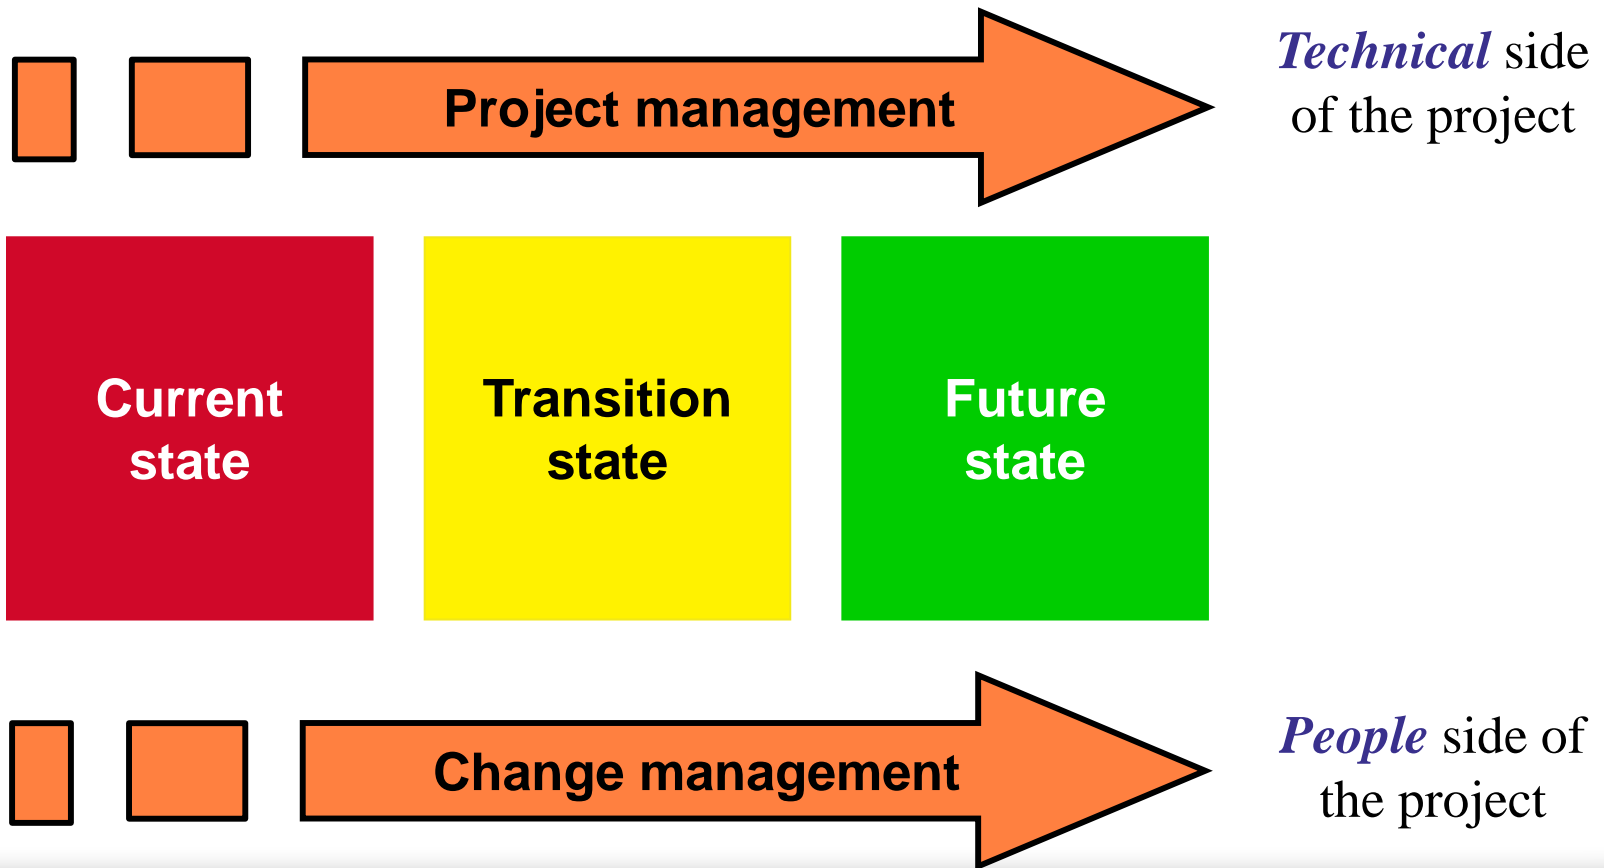 Project management
Technical side
of the project
Current
state
Transition
state
Future
state
Change management
People side of
the project